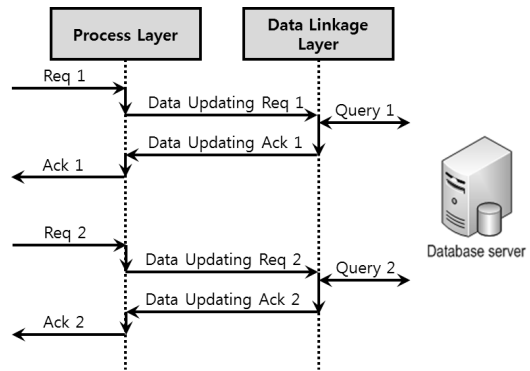 Process Layer
Data Linkage
Layer
Req 1
Data Updating Req 1
Query 1
Data Updating Ack 1
Ack 1
Database server
Req 2
Data Updating Req 2
Query 2
Data Updating Ack 2
Ack 2